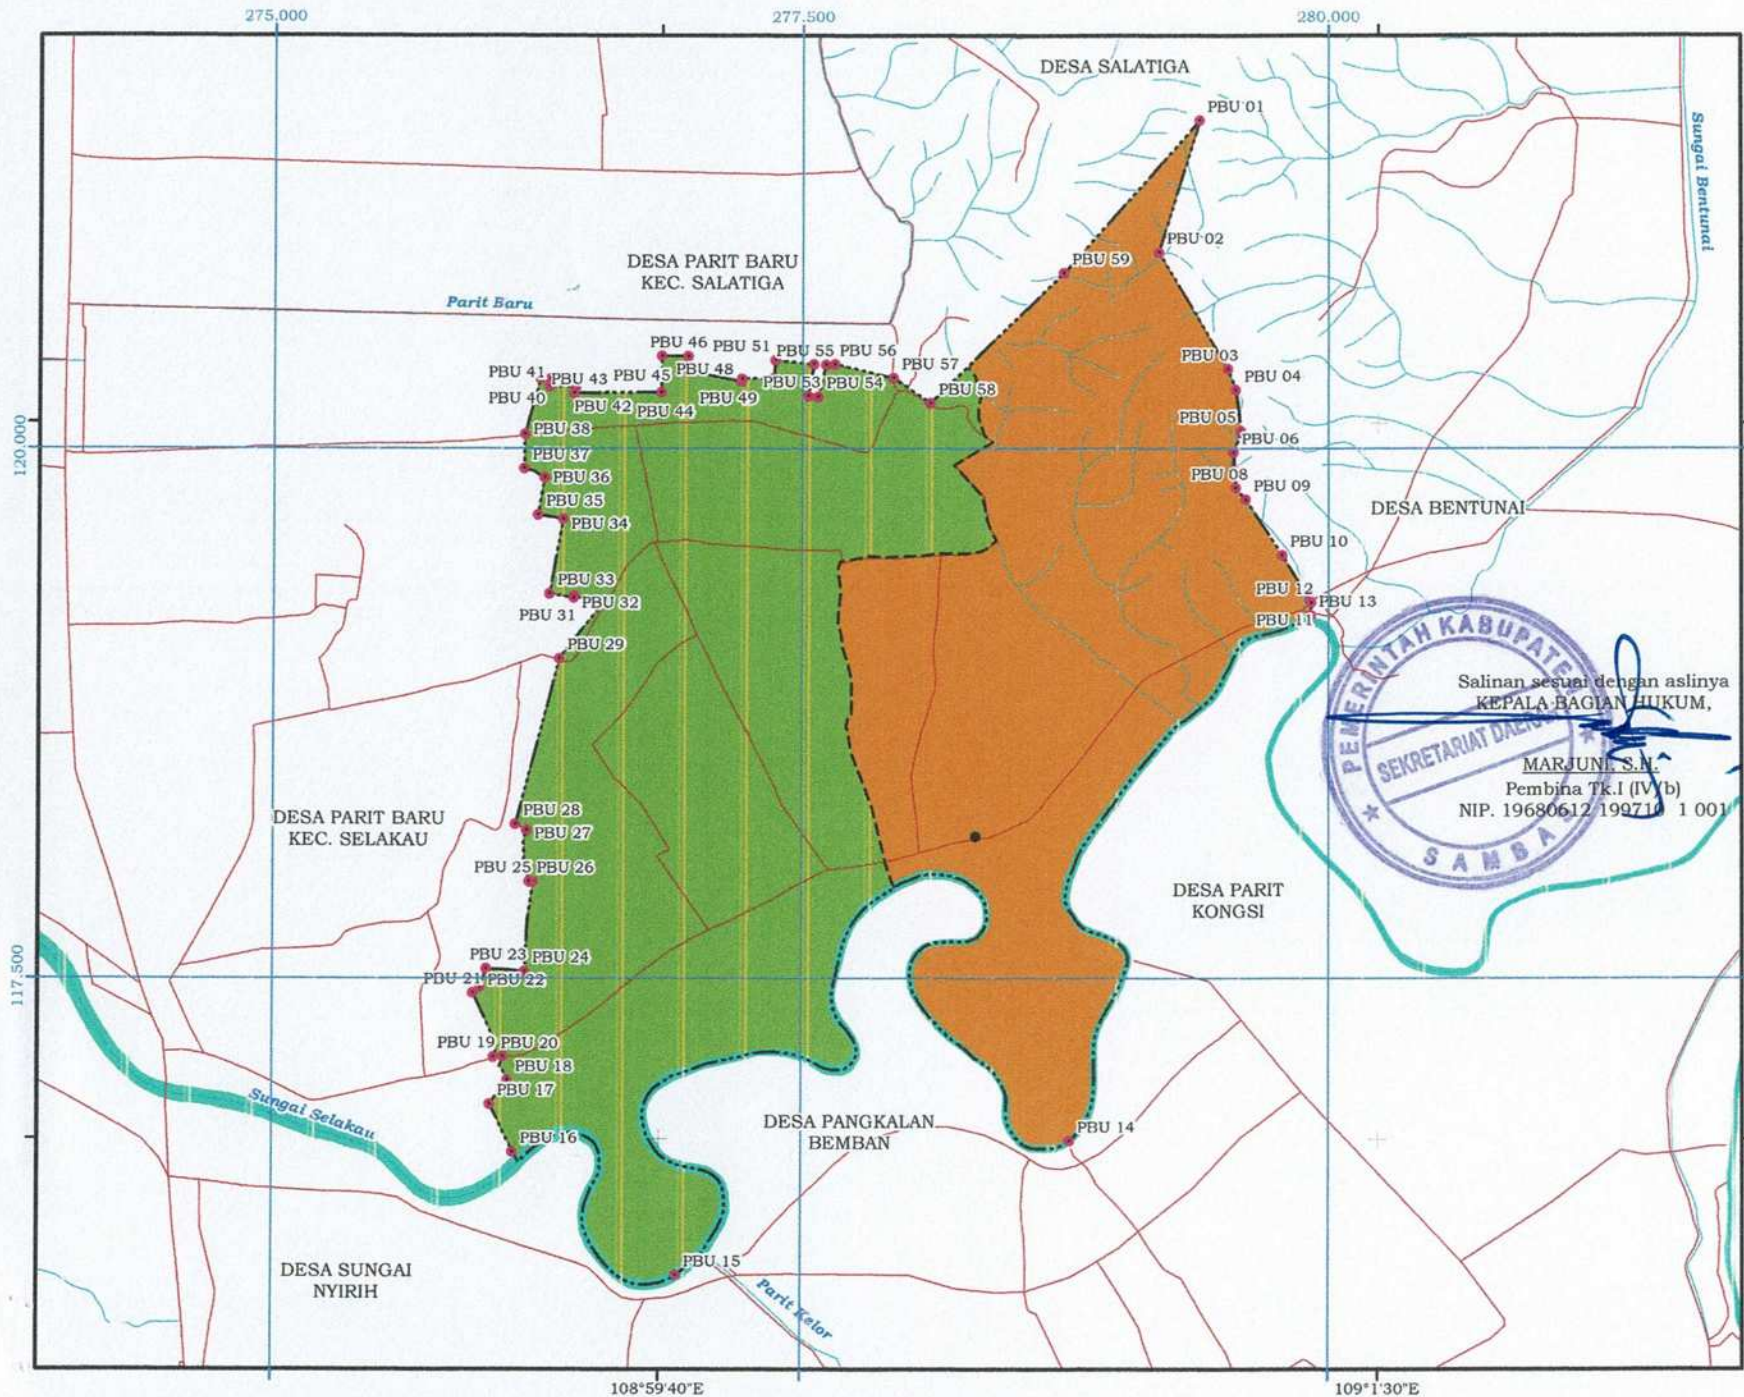 275.000
277.500
280.000
DESA SALATIGA
PBU 01
Sungai Bentunai
PBU 02
DESA PARIT BARU
KEC. SALATIGA
PBU 59
Parit Baru
PBU 46
PBU 51
PBU 55
PBU 56
PBU 57
PBU 03
PBU 41
PBU 43
PBU 45
PBU 48
PBU 53
PBU 54
PBU 58
PBU 04
PBU 40
PBU 42
PBU 44
PBU 49
PBU 05
PBU 38
PBU 06
120.000
PBU 37
PBU 36
PBU 08
PBU 09
PBU 35
PBU 34
DESA BENTUNAI
PBU 10
PBU 33
PBU 32
PBU 31
PBU 12
PBU 13
PBU 11
PBU 29
PEMERINTAH KABUPATEN
SEKRETARIAT DAERAH
SAMBAS
Salinan sesuai dengan aslinya
KEPALA BAGIAN HUKUM,
MARJUNI, S.H.
Pembina Tk.I (IV/b)
NIP. 19680612 199710 1 001
DESA PARIT BARU
KEC. SELAKAU
PBU 28
PBU 27
PBU 25
PBU 26
DESA PARIT
KONGSI
PBU 23
PBU 24
PBU 21
PBU 22
117.500
PBU 19
PBU 20
PBU 18
PBU 17
Sungai Selakau
PBU 16
DESA PANGKALAN
BEMBAN
PBU 14
PBU 15
DESA SUNGAI
NYIRIH
Parit Kelor
108°59'40"E
109°1'30"E